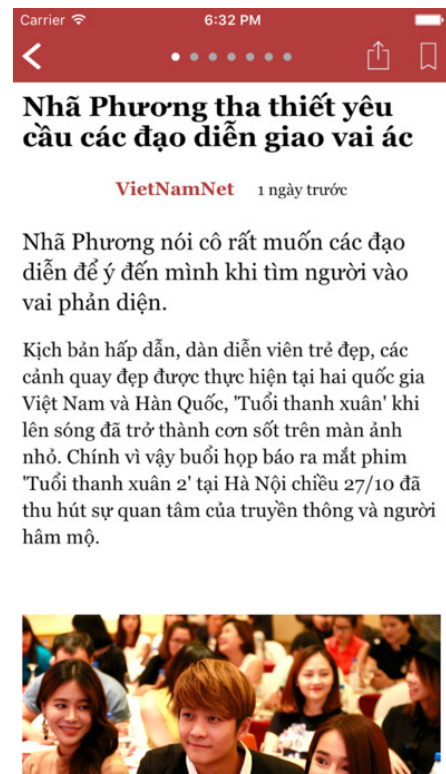 Carrier 6:32 PM
Nhã Phương tha thiết yêu
cầu các đạo diễn giao vai ác
VietNamNet 1 ngày trước
Nhã Phương nói cô rất muốn các đạo
diễn để ý đến mình khi tìm người vào
vai phản diện.
Kịch bản hấp dẫn, dàn diễn viên trẻ đẹp, các
cảnh quay đẹp được thực hiện tại hai quốc gia
Việt Nam và Hàn Quốc, 'Tuổi thanh xuân' khi
lên sóng đã trở thành cơn sốt trên màn ảnh
nhỏ. Chính vì vậy buổi họp báo ra mắt phim
'Tuổi thanh xuân 2' tại Hà Nội chiều 27/10 đã
thu hút sự quan tâm của truyền thông và người
hâm mộ.